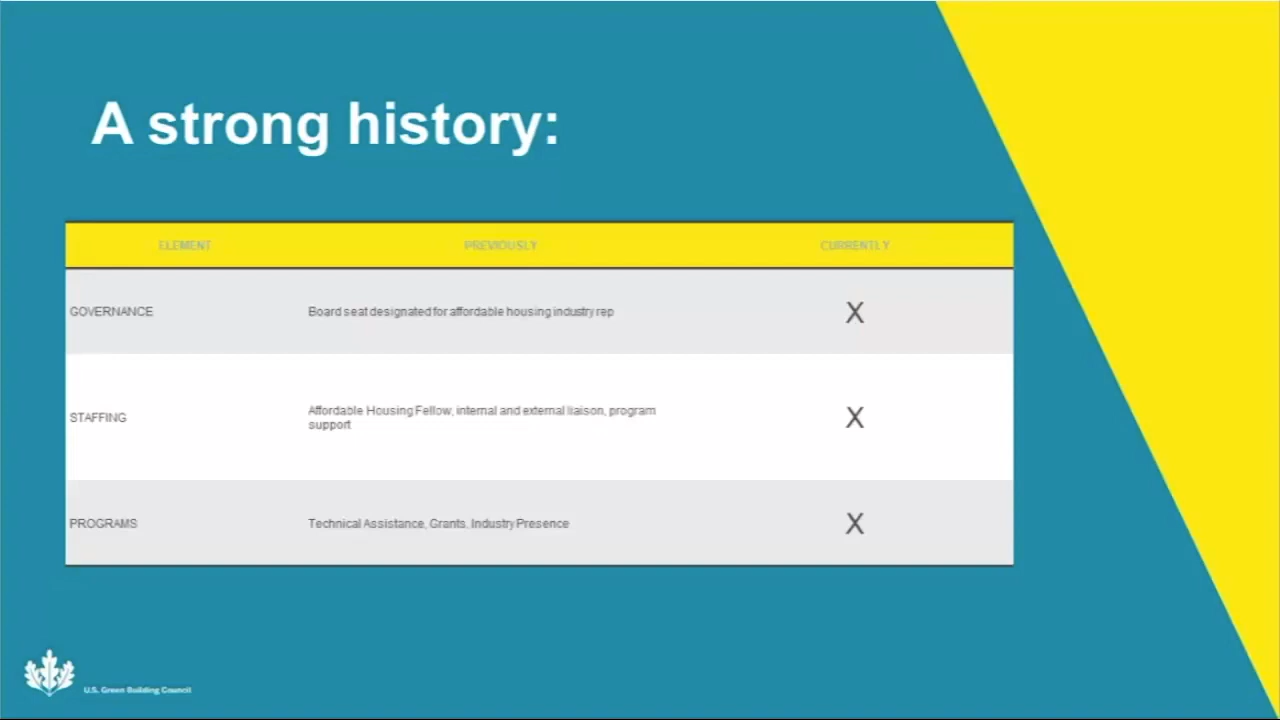 A strong history:
ELEMENT PREVIOUSLY CURRENTLY
GOVERNANCE Board seat designated for affordable housing industry rep X
STAFFING Affordable Housing Fellow, internal and external liaison, program support X
PROGRAMS Technical Assistance, Grants, Industry Presence X
U.S. Green Building Council